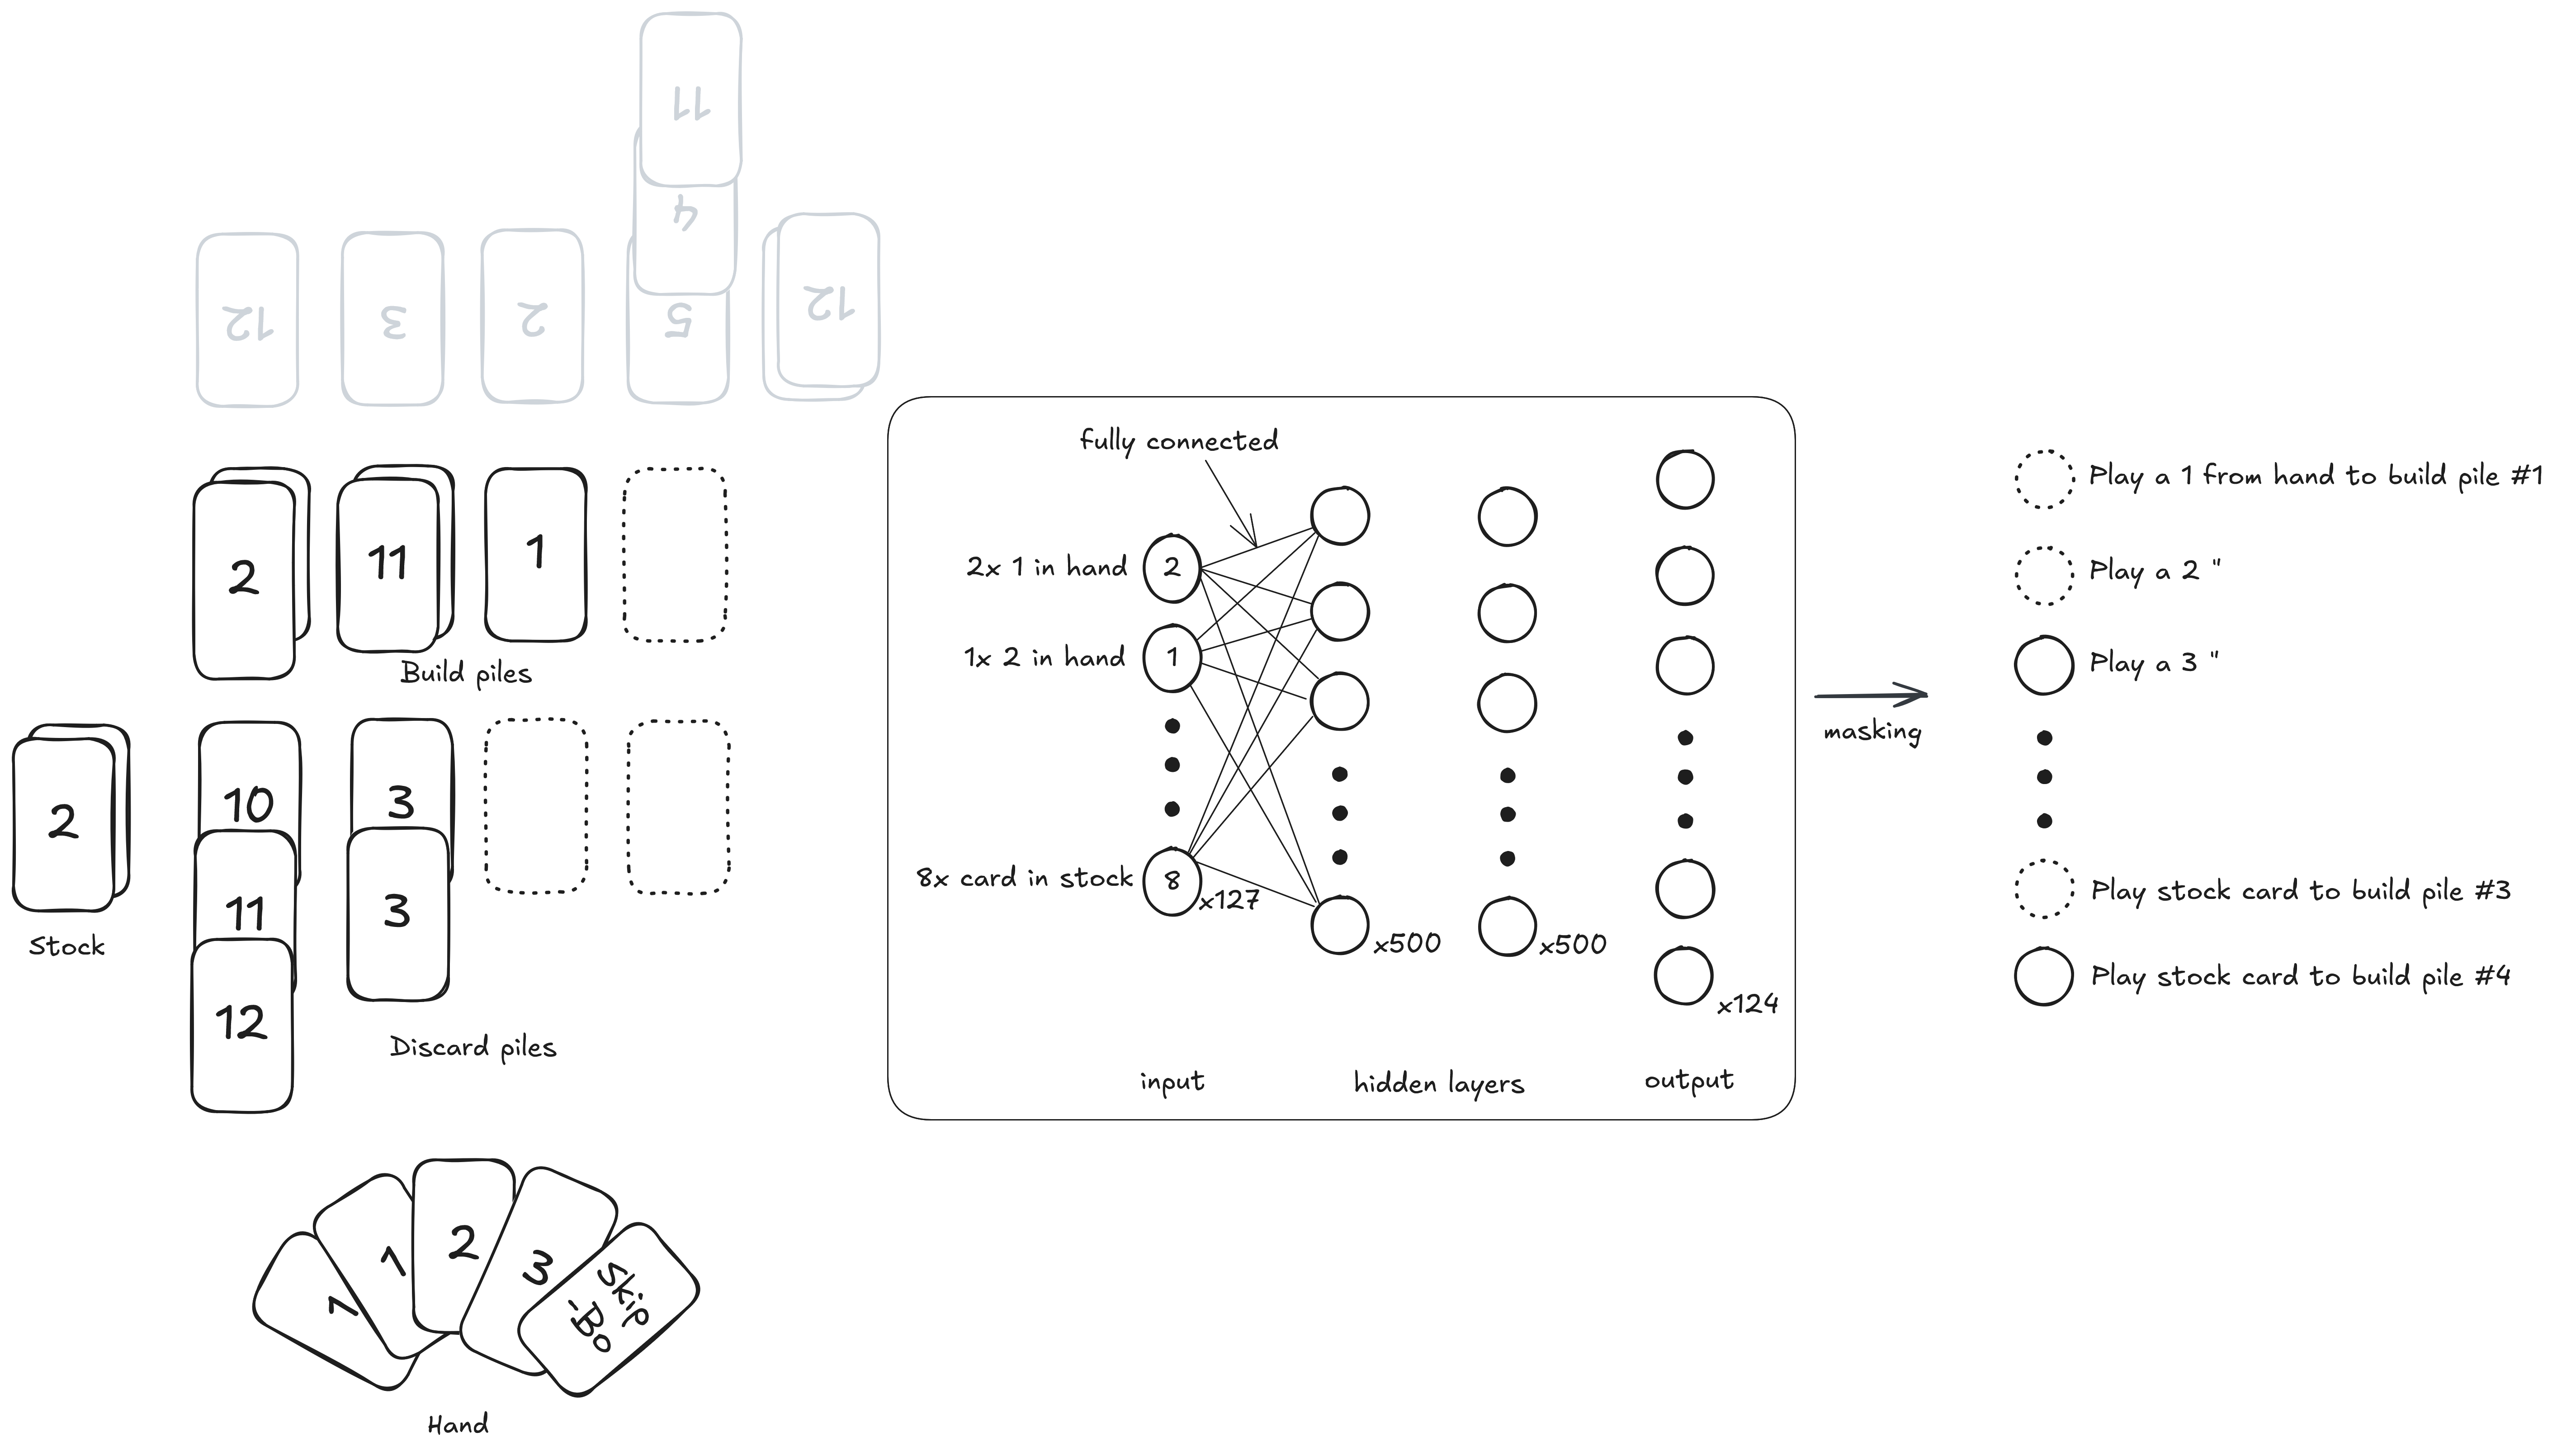 11
4
5
12
3
2
12
2
11
1
Build piles
2
Stock
10
11
12
3
3
Discard piles
1
1
2
3
Skip
-Bo
Hand
fully connected
2x 1 in hand
2
1x 2 in hand
1
8x card in stock
8
x127
x500
x500
x124
input
hidden layers
output
masking
Play a 1 from hand to build pile #1
Play a 2 "
Play a 3 "
Play stock card to build pile #3
Play stock card to build pile #4